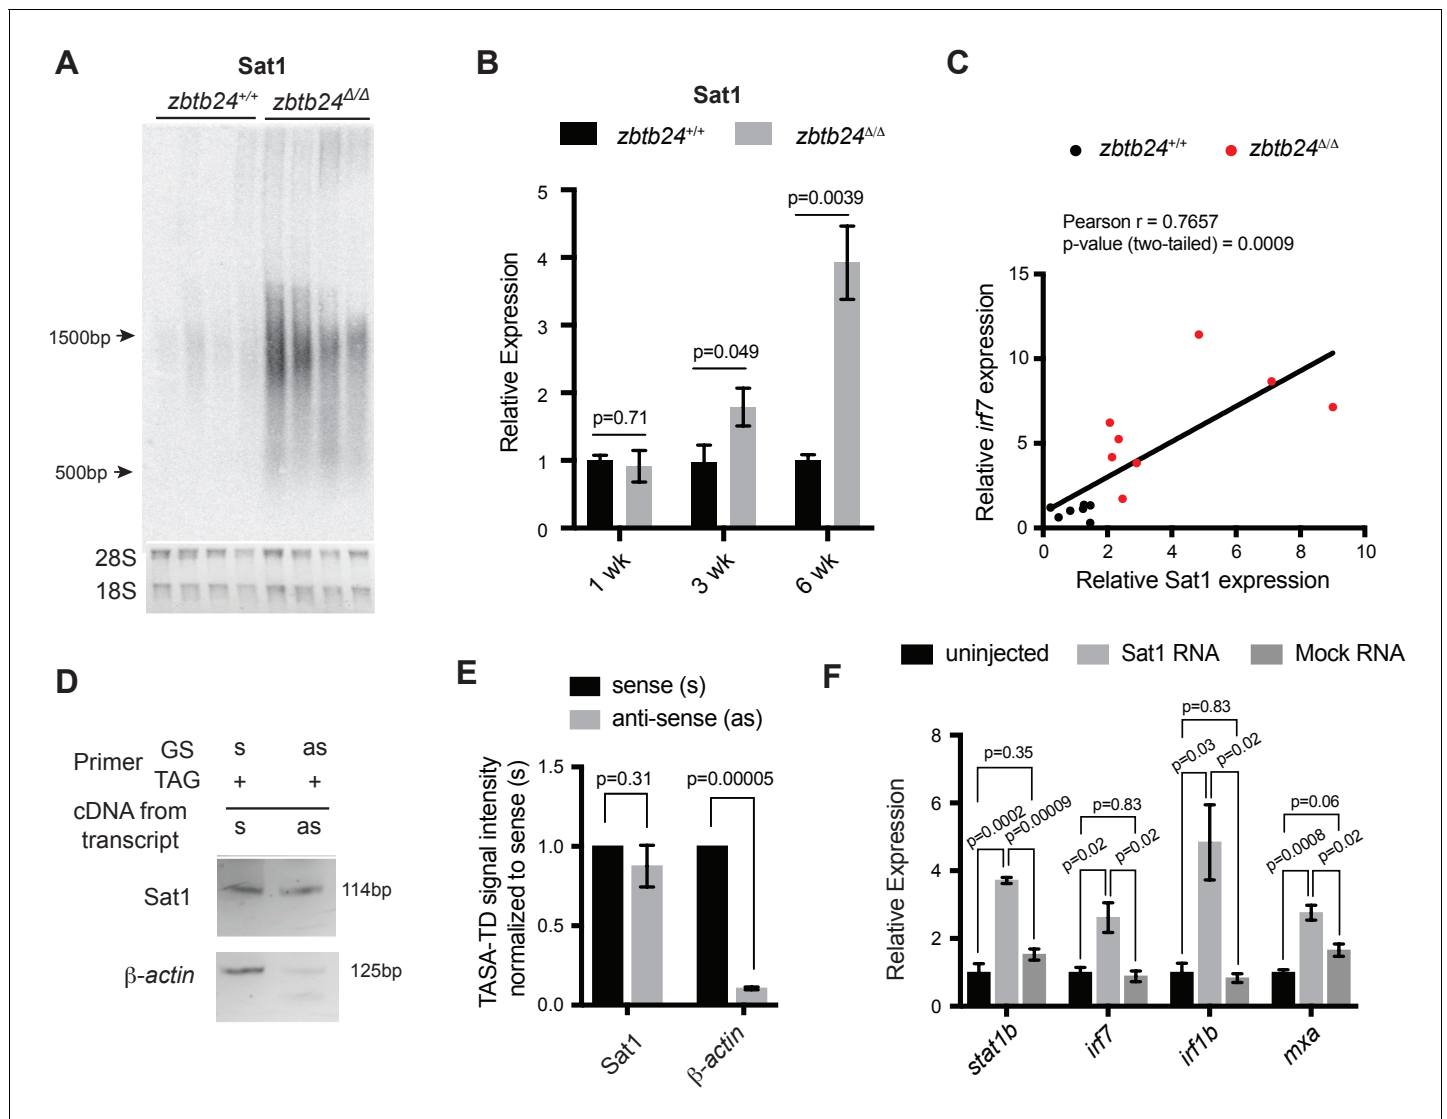 A
Sat1
zbtb24+/+ zbtb24Δ/Δ
1500bp
500bp
28S
18S
B
Sat1
zbtb24+/+ zbtb24Δ/Δ
Relative Expression
5
4
3
2
1
0
p=0.71
p=0.049
p=0.0039
1 wk
3 wk
6 wk
C
zbtb24+/+ zbtb24Δ/Δ
Pearson r = 0.7657
p-value (two-tailed) = 0.0009
Relative irf7 expression
15
10
5
0
0 2 4 6 8 10
Relative Sat1 expression
D
Primer GS s as
TAG + +
cDNA from
transcript s as
Sat1 114bp
β-actin 125bp
E
sense (s)
anti-sense (as)
TASA-TD signal intensity
normalized to sense (s)
1.5
1.0
0.5
0.0
p=0.31
p=0.00005
Sat1
β-actin
F
uninjected Sat1 RNA Mock RNA
Relative Expression
8
6
4
2
0
p=0.35
p=0.0002
p=0.00009
p=0.83
p=0.02
p=0.02
p=0.83
p=0.03
p=0.02
p=0.06
p=0.0008
p=0.02
stat1b
irf7
irf1b
mxa